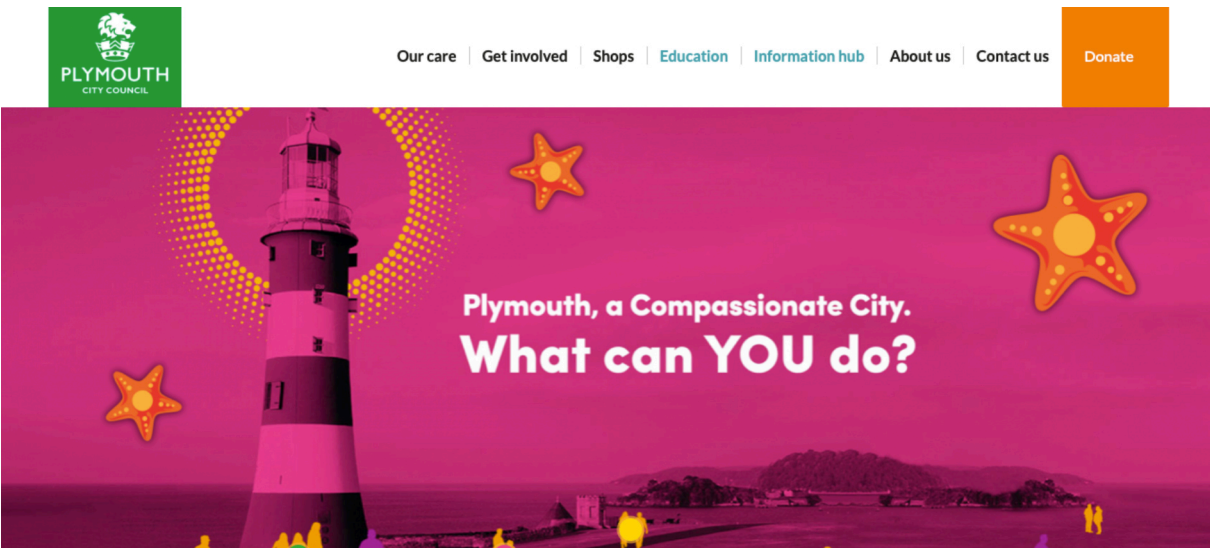 PLYMOUTH
CITY COUNCIL
Our care Get involved Shops Education Information hub About us Contact us Donate
Plymouth, a Compassionate City.
What can YOU do?